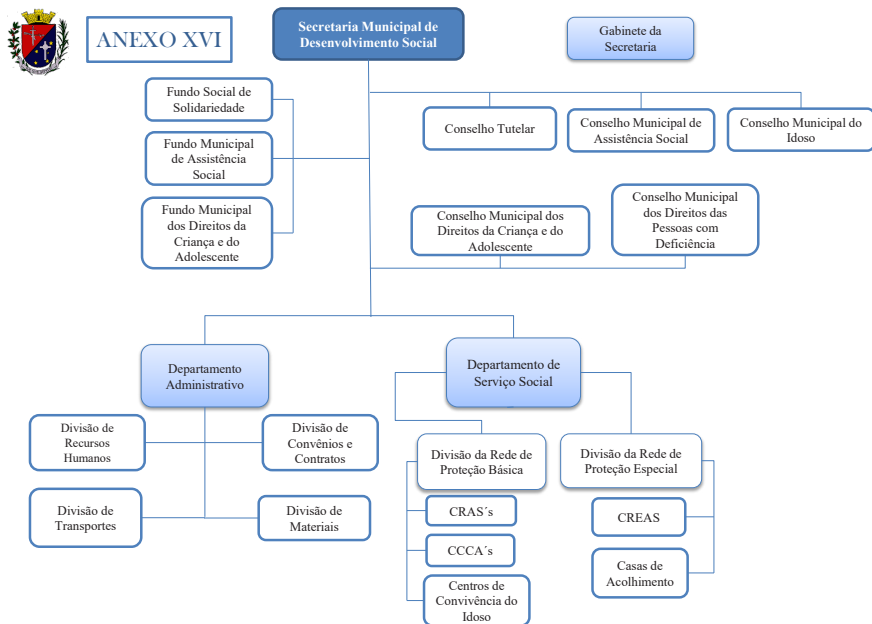 ANEXO XVI
Secretaria Municipal de
Desenvolvimento Social
Gabinete da
Secretaria
Fundo Social de
Solidariedade
Conselho Tutelar
Conselho Municipal de
Assistência Social
Conselho Municipal do
Idoso
Fundo Municipal
de Assistência
Social
Fundo Municipal
dos Direitos da
Criança e do
Adolescente
Conselho Municipal dos
Direitos da Criança e do
Adolescente
Conselho Municipal
dos Direitos das
Pessoas com
Deficiência
Departamento
Administrativo
Departamento de
Serviço Social
Divisão de
Recursos
Humanos
Divisão de
Convênios e
Contratos
Divisão da Rede de
Proteção Básica
Divisão da Rede de
Proteção Especial
Divisão de
Transportes
Divisão de
Materiais
CRAS´s
CREAS
CCCA´s
Casas de
Acolhimento
Centros de
Convivência do
Idoso